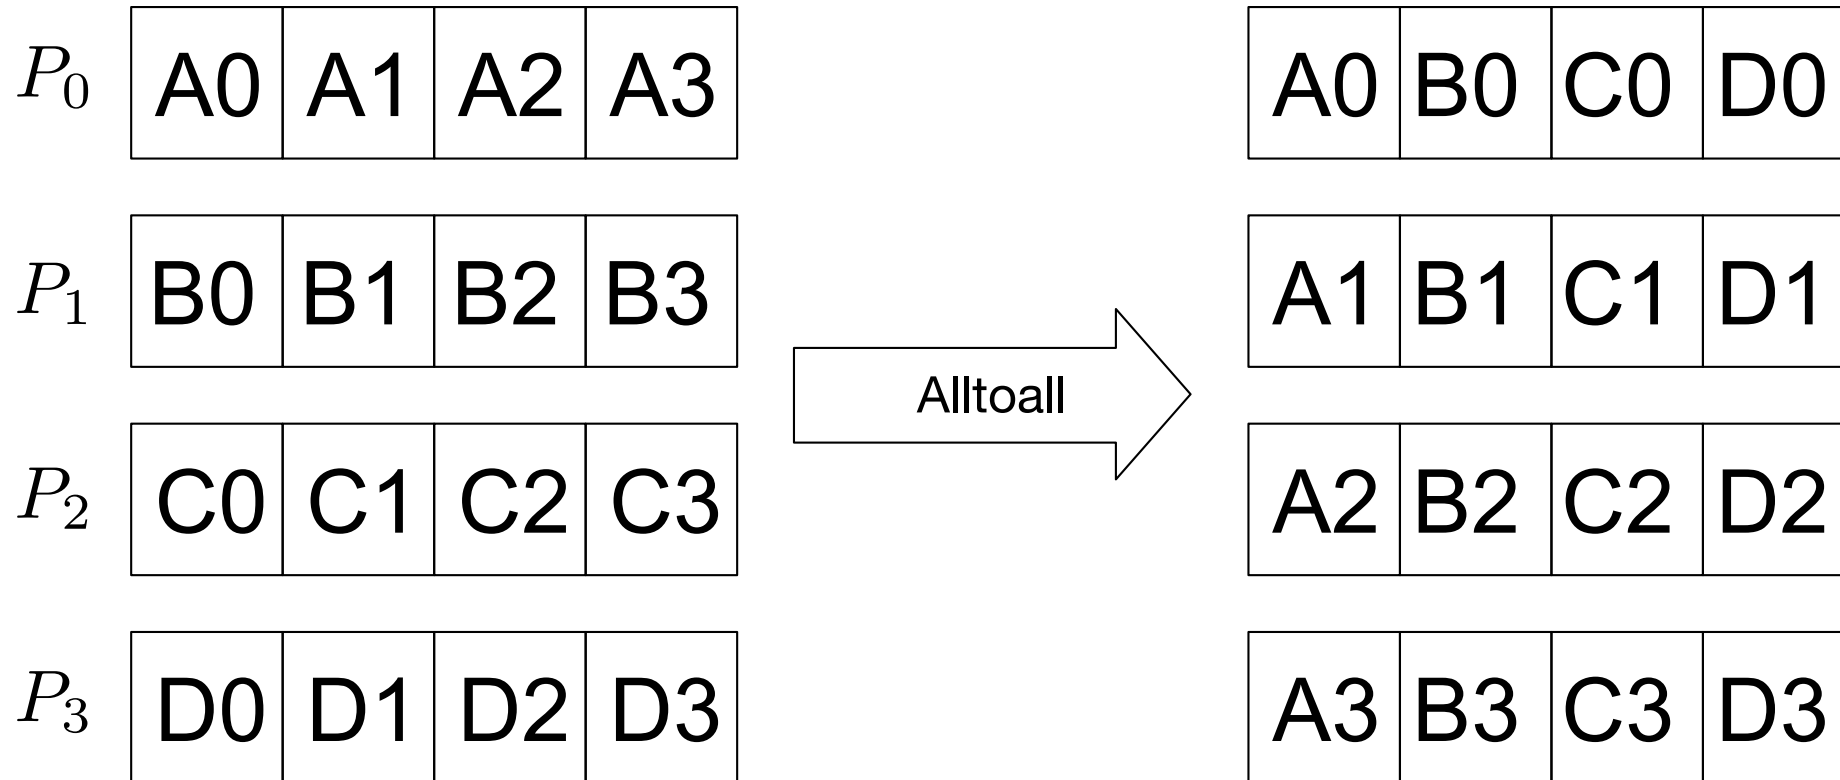 P0 A0 A1 A2 A3 A0 B0 C0 D0
P1 B0 B1 B2 B3 A1 B1 C1 D1
Alltoall
P2 C0 C1 C2 C3 A2 B2 C2 D2
P3 D0 D1 D2 D3 A3 B3 C3 D3